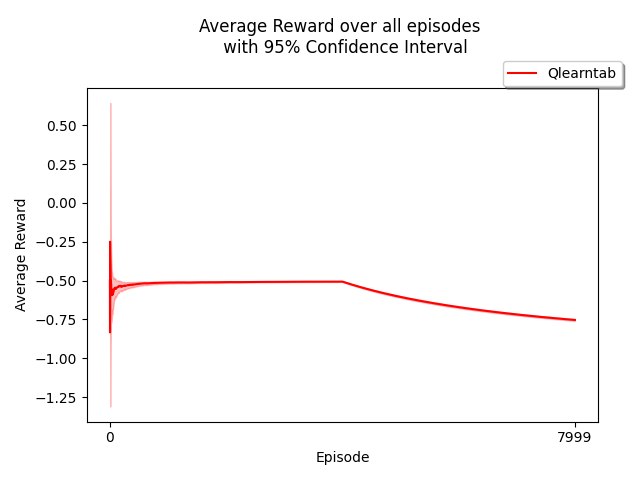 Average Reward over all episodes
with 95% Confidence Interval
Qlearntab
0.50
0.25
0.00
−0.25
−0.50
−0.75
−1.00
−1.25
Average Reward
0
7999
Episode